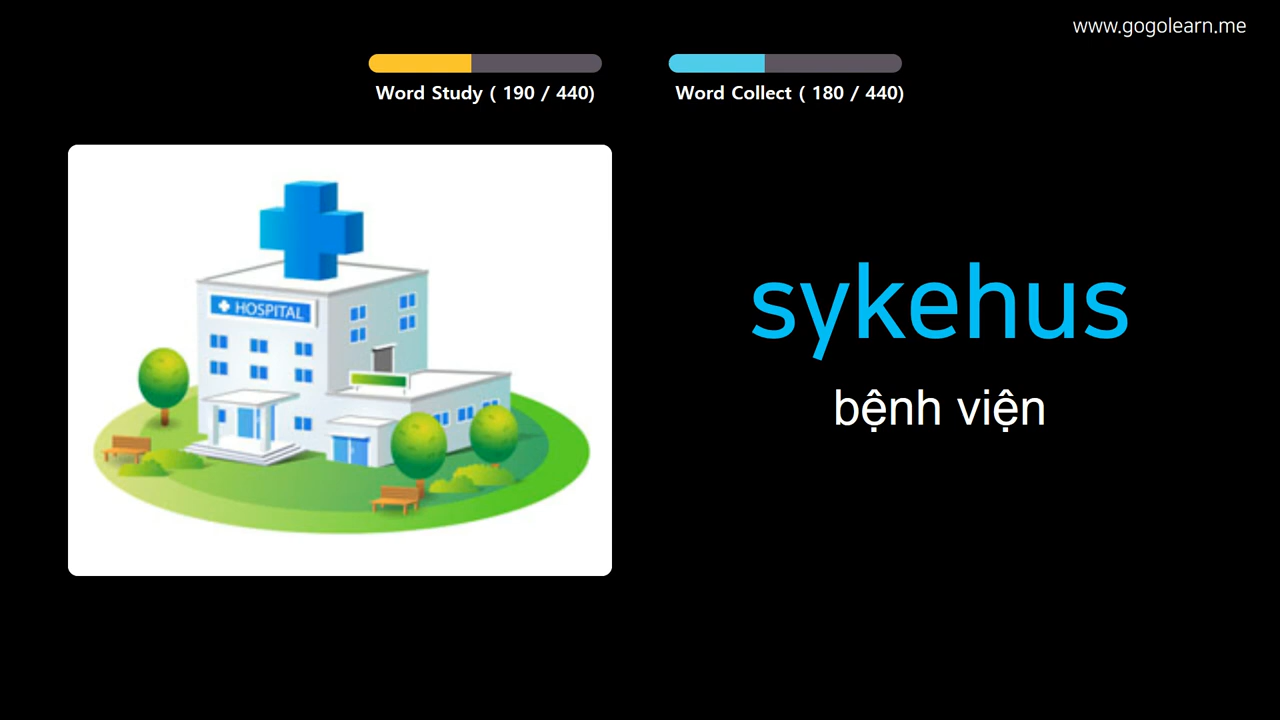 www.gogolearn.me
Word Study ( 190 / 440)
Word Collect ( 180 / 440)
HOSPITAL
sykehus
bệnh viện